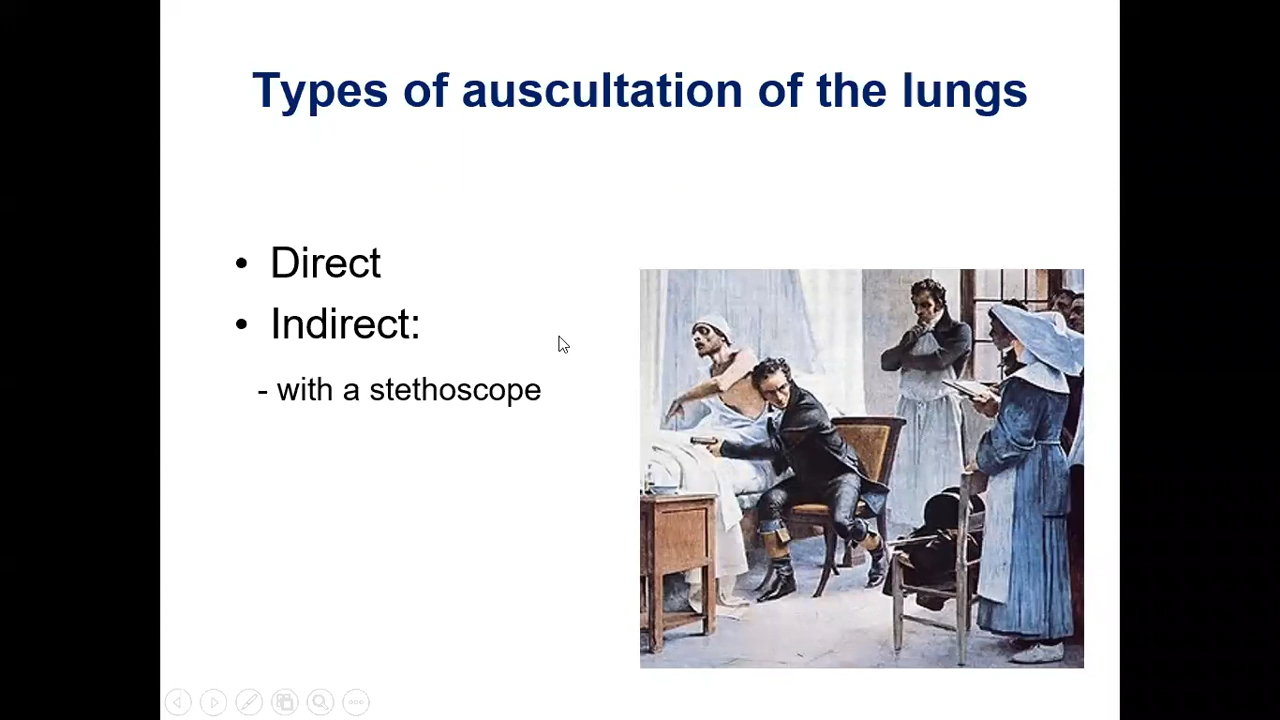 Types of auscultation of the lungs
• Direct
• Indirect:
- with a stethoscope